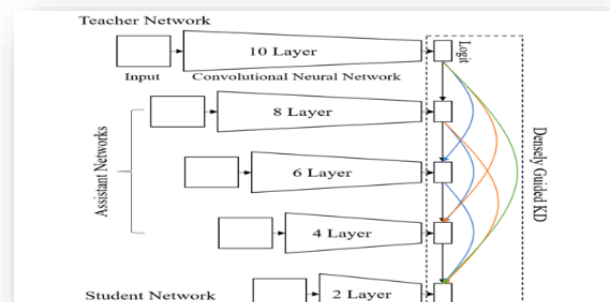 Teacher Network
10 Layer
Logit
Input
Convolutional Neural Network
8 Layer
Assistant Networks
6 Layer
Densely Guided KD
4 Layer
Student Network
2 Layer